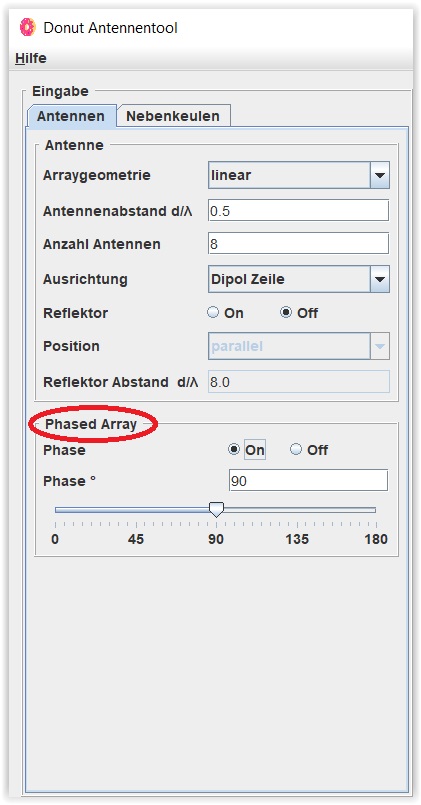 Donut Antennentool
Hilfe
Eingabe
Antennen Nebenkeulen
Antenne
Arraygeometrie linear
Antennenabstand d/λ 0.5
Anzahl Antennen 8
Ausrichtung Dipol Zeile
Reflektor On Off
Position parallel
Reflektor Abstand d/λ 8.0
Phased Array
Phase On Off
Phase ° 90
0 45 90 135 180